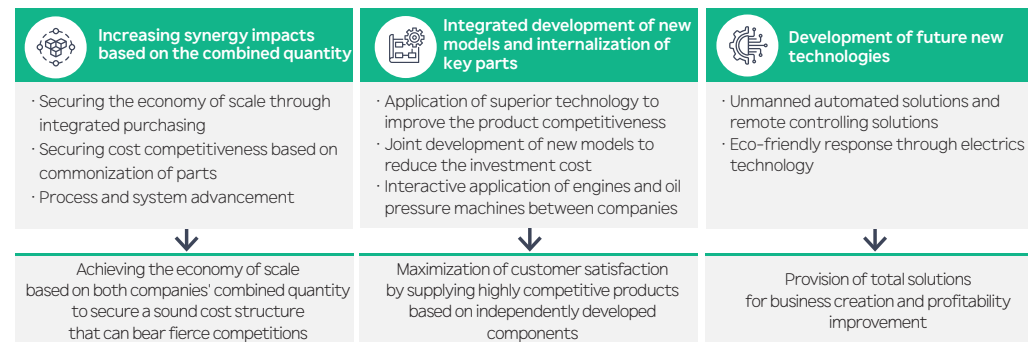 Increasing synergy impacts
based on the combined quantity
· Securing the economy of scale through
integrated purchasing
· Securing cost competitiveness based on
commonization of parts
· Process and system advancement
Achieving the economy of scale
based on both companies' combined quantity
to secure a sound cost structure
that can bear fierce competitions
Integrated development of new
models and internalization of
key parts
· Application of superior technology to
improve the product competitiveness
· Joint development of new models to
reduce the investment cost
· Interactive application of engines and oil
pressure machines between companies
Maximization of customer satisfaction
by supplying highly competitive products
based on independently developed
components
Development of future new
technologies
· Unmanned automated solutions and
remote controlling solutions
· Eco-friendly response through electrics
technology
Provision of total solutions
for business creation and profitability
improvement